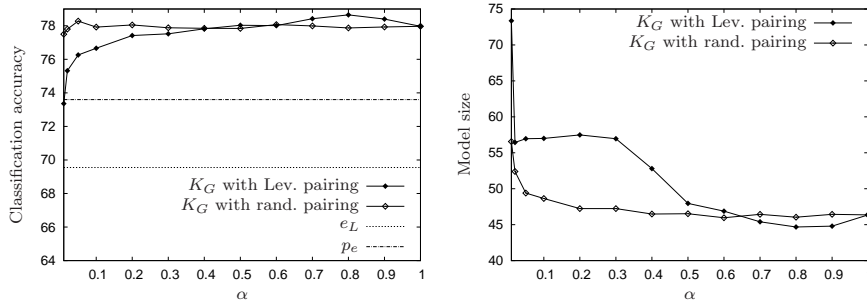 78
76
74
72
70
68
66
64
Classification accuracy
0.1 0.2 0.3 0.4 0.5 0.6 0.7 0.8 0.9 1
α
K_G with Lev. pairing
K_G with rand. pairing
e_L
p_e
75
70
65
60
55
50
45
40
Model size
0.1 0.2 0.3 0.4 0.5 0.6 0.7 0.8 0.9
α
K_G with Lev. pairing
K_G with rand. pairing